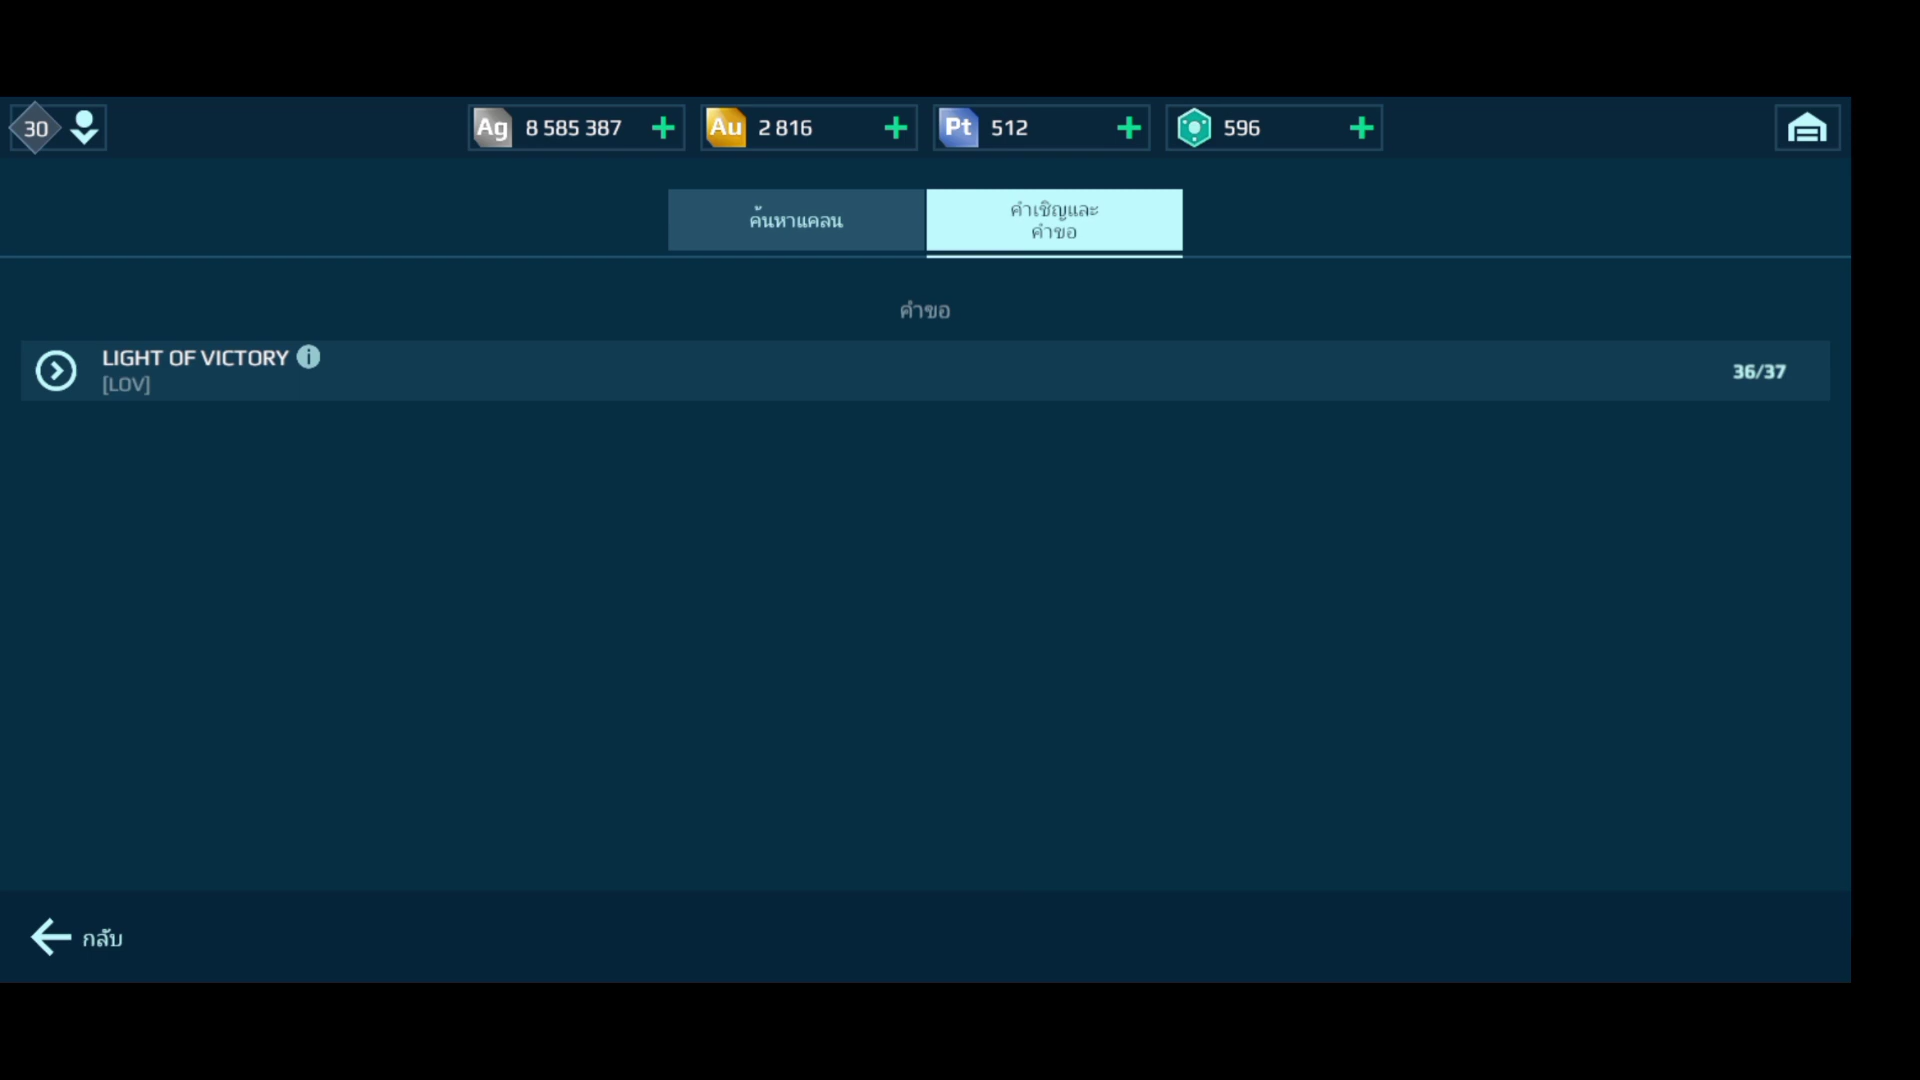 30
Ag 8 585 387
Au 2 816
Pt 512
596
ค้นหาแคลน
คำเชิญและ
คำขอ
คำขอ
LIGHT OF VICTORY
[LOV]
36/37
กลับ